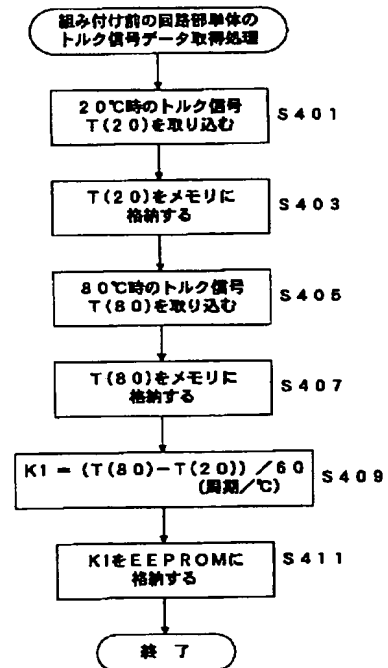 組み付け前の回路部単体の
トルク信号データ取得処理
20℃時のトルク信号
T(20)を取り込む
S401
T(20)をメモリに
格納する
S403
80℃時のトルク信号
T(80)を取り込む
S405
T(80)をメモリに
格納する
S407
K1=(T(80)-T(20))/60
(周期/℃)
S409
K1をEEPROMに
格納する
S411
終了